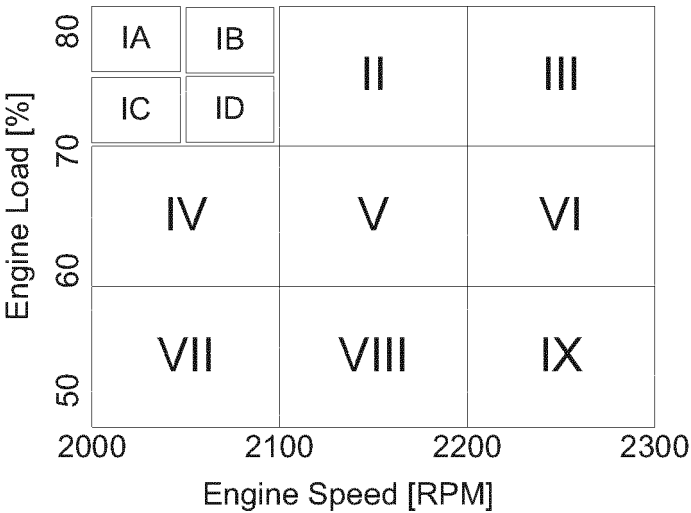 80
IA
IB
II
III
IC
ID
70
IV
V
VI
60
VII
VIII
IX
50
2000
2100
2200
2300
Engine Load [%]
Engine Speed [RPM]